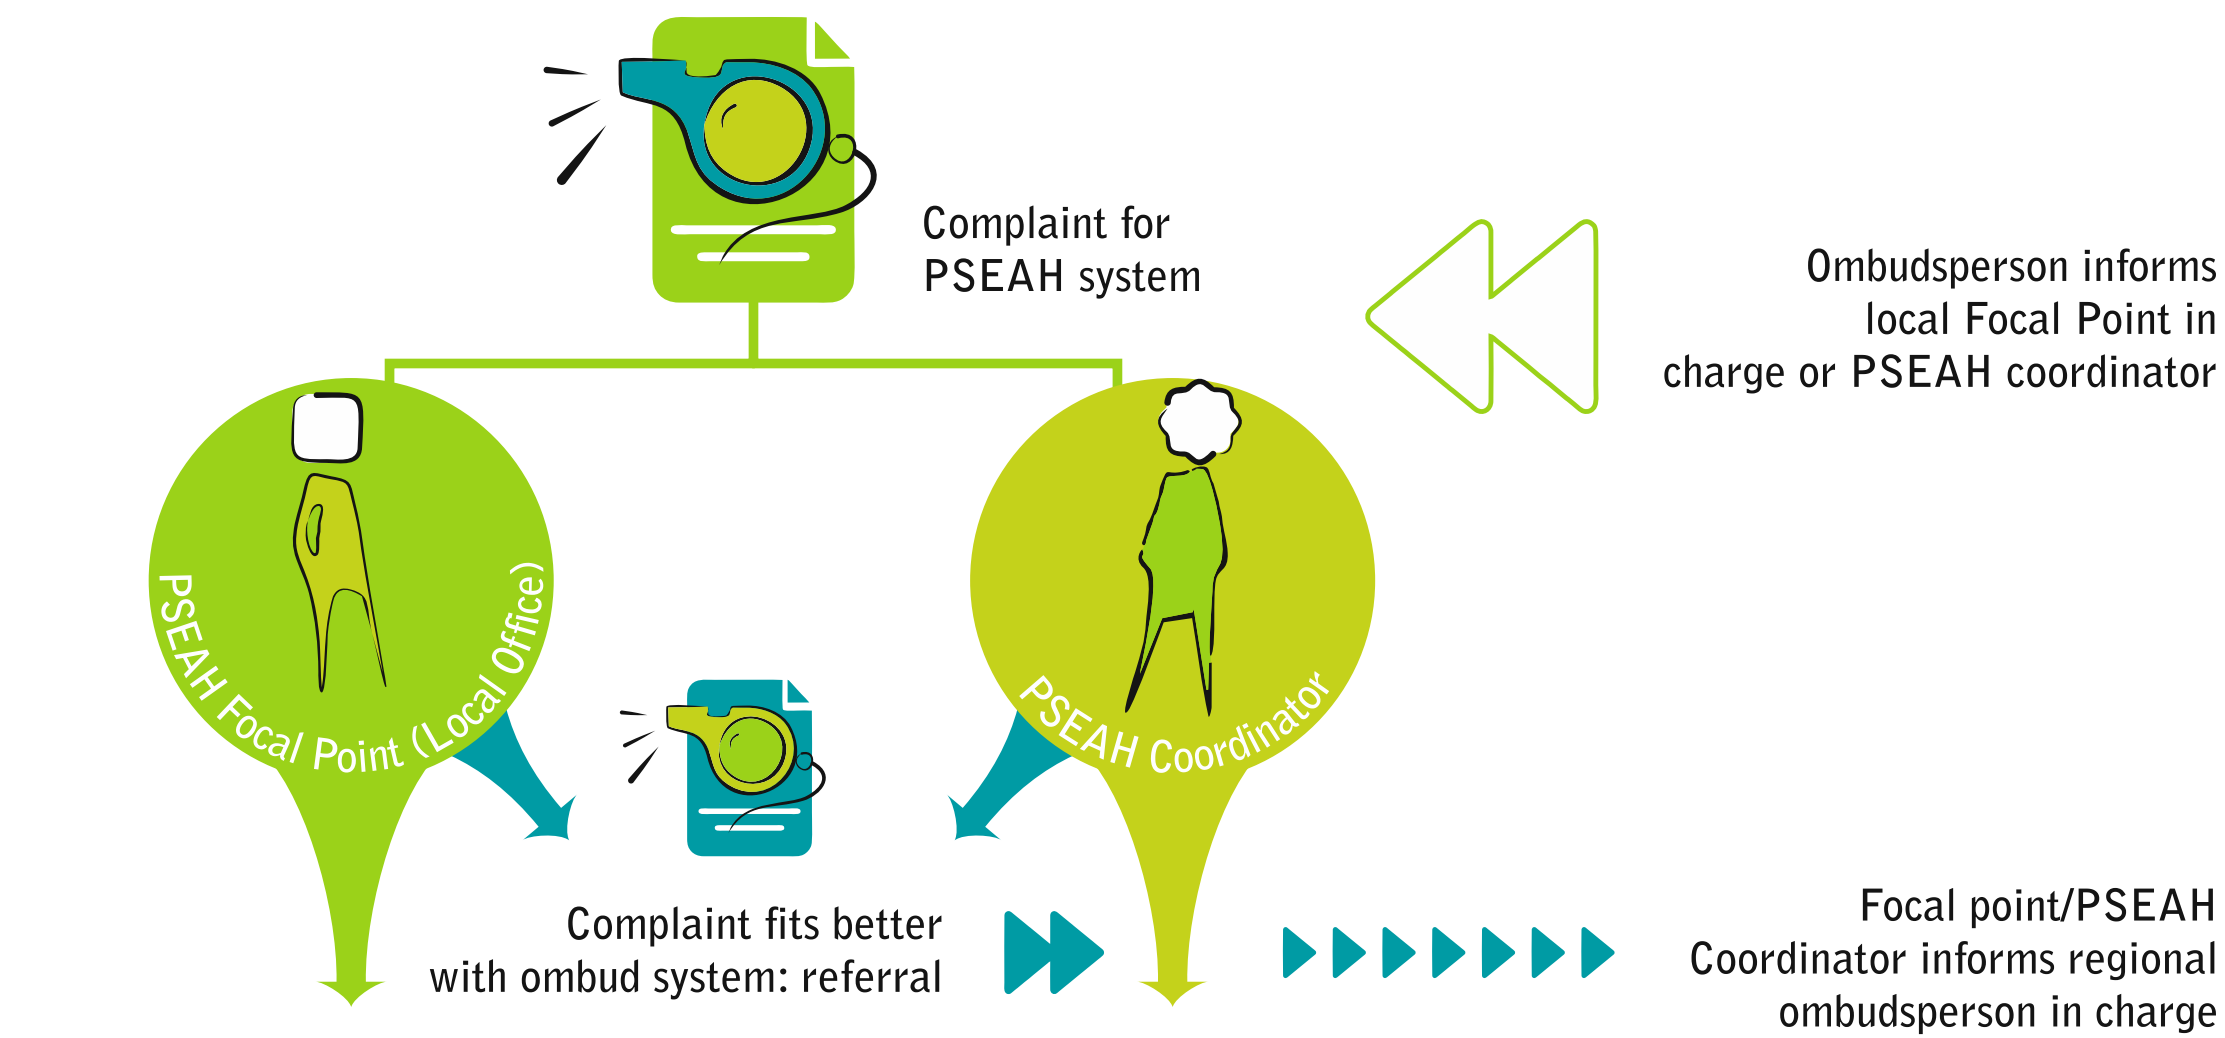 Complaint for
PSEAH system
Ombudsperson informs
local Focal Point in
charge or PSEAH coordinator
PSEAH Focal Point (Local Office)
PSEAH Coordinator
Complaint fits better
with ombud system: referral
Focal point/PSEAH
Coordinator informs regional
ombudsperson in charge